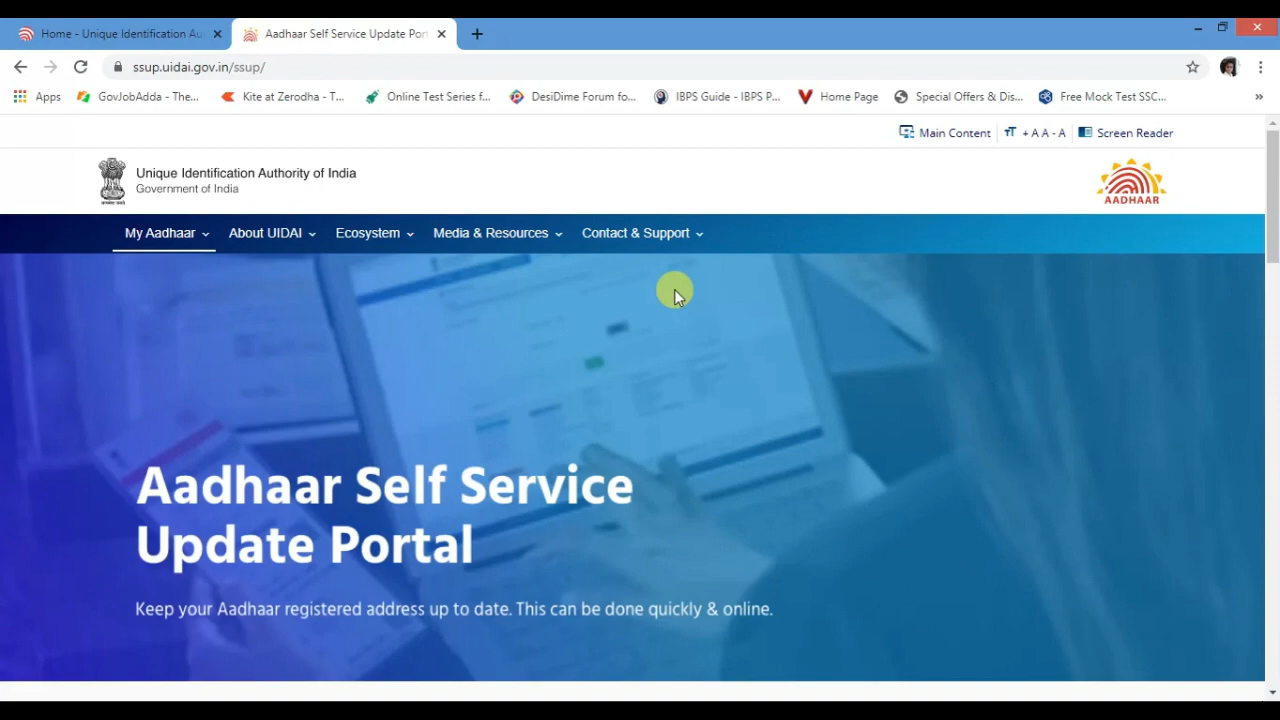 Home - Unique Identification Au
Aadhaar Self Service Update Port
ssup.uidai.gov.in/ssup/
Apps
GovJobAdda - The...
Kite at Zerodha - T...
Online Test Series f...
DesiDime Forum fo...
IBPS Guide - IBPS P...
Home Page
Special Offers & Dis...
Free Mock Test SSC...
»
Main Content
+ A A - A
Screen Reader
Unique Identification Authority of India
Government of India
AADHAAR
My Aadhaar
About UIDAI
Ecosystem
Media & Resources
Contact & Support
Aadhaar Self Service
Update Portal
Keep your Aadhaar registered address up to date. This can be done quickly & online.